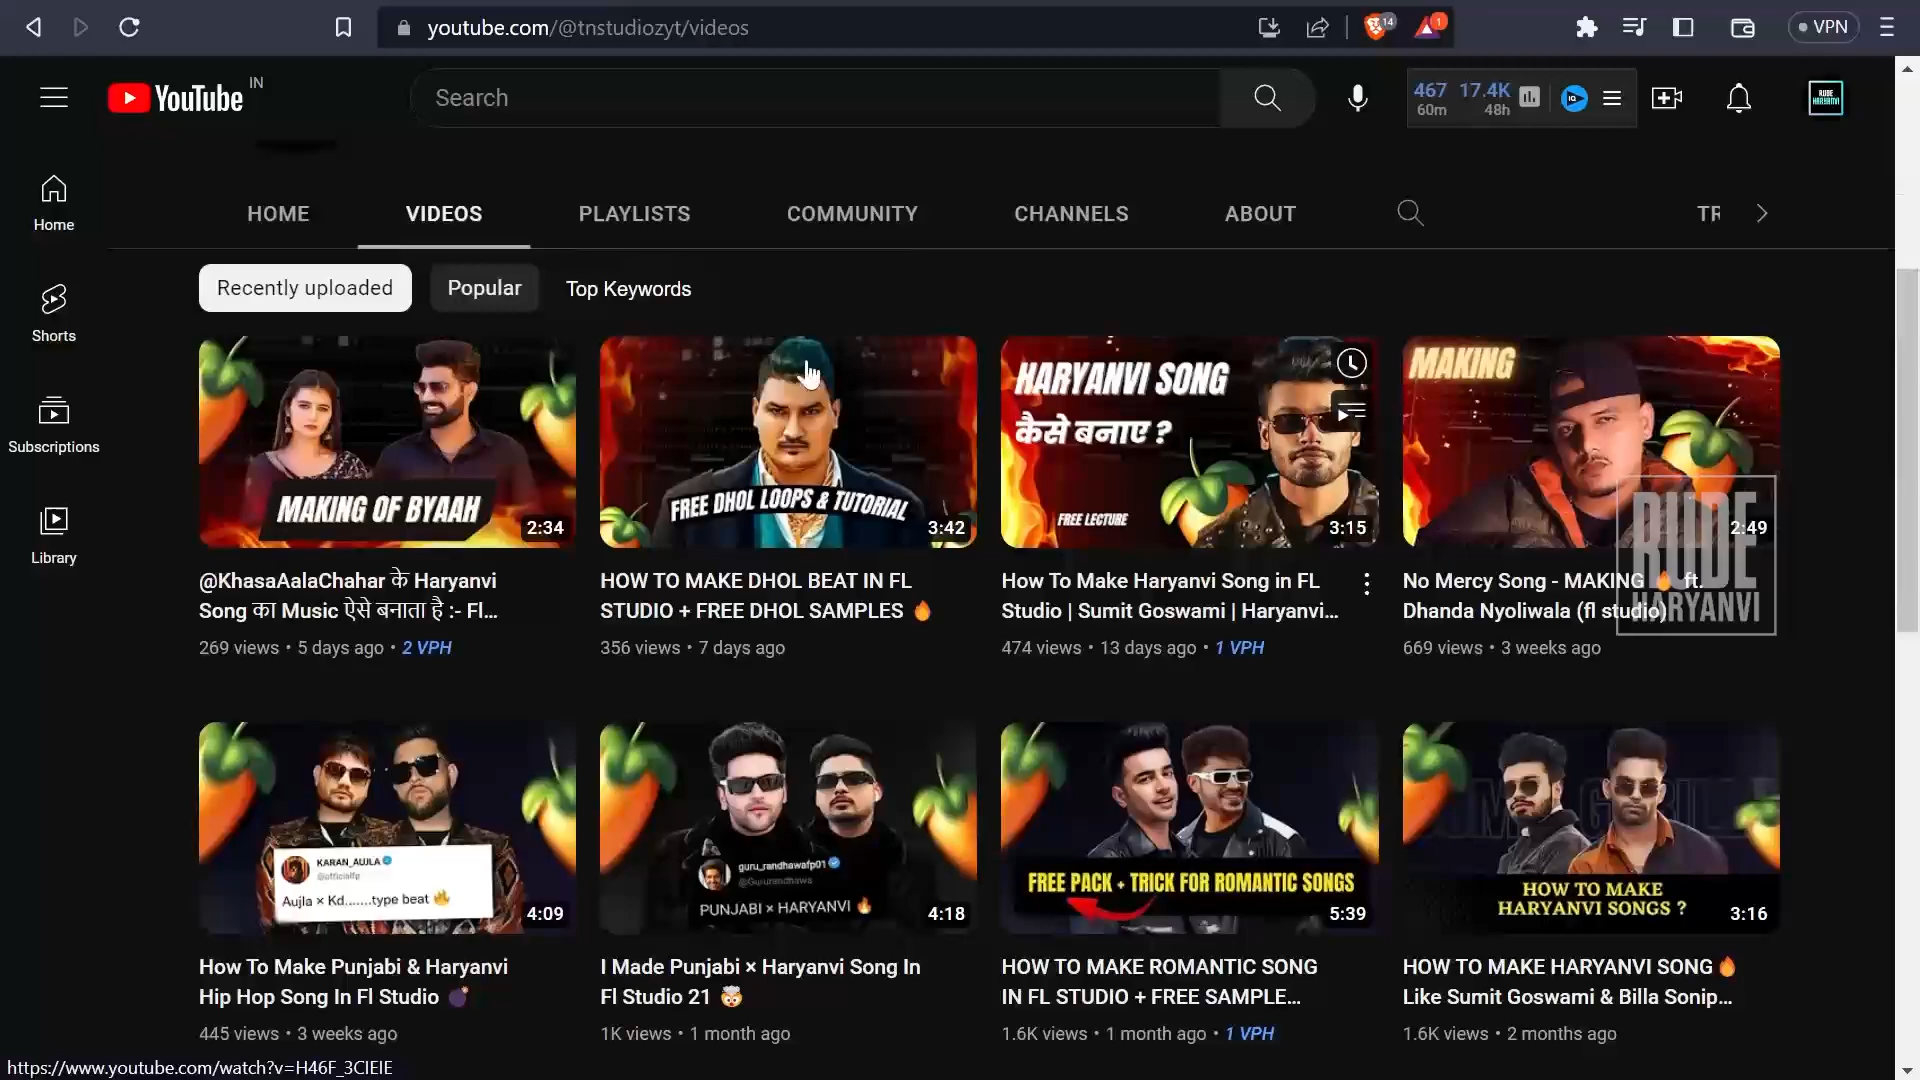 youtube.com/@tnstudiozyt/videos
14
1
VPN
YouTube IN
Search
467 17.4K
60m 48h
iQ
RUDE
HARYANVI
Home
Shorts
Subscriptions
Library
HOME VIDEOS PLAYLISTS COMMUNITY CHANNELS ABOUT TR
Recently uploaded Popular Top Keywords
MAKING OF BYAAH
2:34
FREE DHOL LOOPS & TUTORIAL
3:42
HARYANVI SONG
कैसे बनाए ?
FREE LECTURE
3:15
MAKING
2:49
@KhasaAalaChahar के Haryanvi
Song का Music ऐसे बनाता है :- Fl...
269 views • 5 days ago • 2 VPH
HOW TO MAKE DHOL BEAT IN FL
STUDIO + FREE DHOL SAMPLES 🔥
356 views • 7 days ago
How To Make Haryanvi Song in FL
Studio | Sumit Goswami | Haryanvi...
474 views • 13 days ago • 1 VPH
No Mercy Song - MAKING 🔥 ft.
Dhanda Nyoliwala (fl studio)
669 views • 3 weeks ago
RUDE
HARYANVI
KARAN_AUJLA
@officialfp
Aujla × Kd.......type beat 🔥
4:09
guru_randhawafp01
@Gururandhawa
PUNJABI × HARYANVI 🔥
4:18
FREE PACK + TRICK FOR ROMANTIC SONGS
5:39
HOW TO MAKE
HARYANVI SONGS ?
3:16
How To Make Punjabi & Haryanvi
Hip Hop Song In Fl Studio 💣
445 views • 3 weeks ago
I Made Punjabi × Haryanvi Song In
Fl Studio 21 🤯
1K views • 1 month ago
HOW TO MAKE ROMANTIC SONG
IN FL STUDIO + FREE SAMPLE...
1.6K views • 1 month ago • 1 VPH
HOW TO MAKE HARYANVI SONG🔥
Like Sumit Goswami & Billa Sonip...
1.6K views • 2 months ago
https://www.youtube.com/watch?v=H46F_3CIEIE